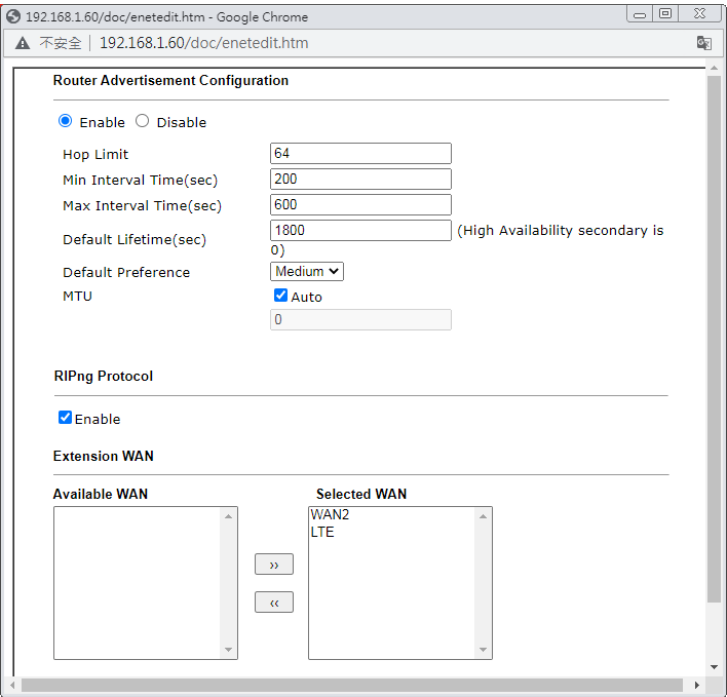 192.168.1.60/doc/enetedit.htm - Google Chrome
不安全 | 192.168.1.60/doc/enetedit.htm
Router Advertisement Configuration
Enable Disable
Hop Limit 64
Min Interval Time(sec) 200
Max Interval Time(sec) 600
Default Lifetime(sec) 1800 (High Availability secondary is
0)
Default Preference Medium
MTU Auto
0
RIPng Protocol
Enable
Extension WAN
Available WAN Selected WAN
WAN2
LTE
››
‹‹